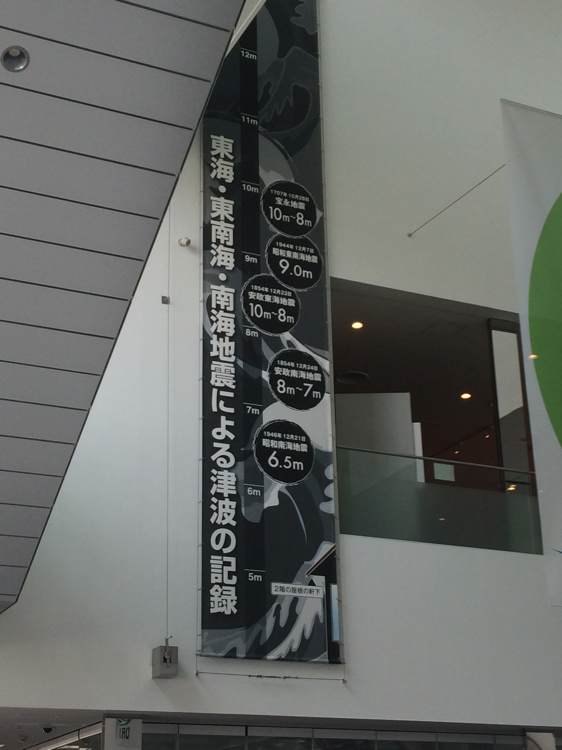 東海・東南海・南海地震による津波の記録
12m
11m
10m
1707年 10月28日
宝永地震
10m~8m
1944年 12月7日
昭和東南海地震
9.0m
9m
1854年 12月23日
安政東海地震
10m~8m
8m
1854年 12月24日
安政南海地震
8m~7m
7m
1946年 12月21日
昭和南海地震
6.5m
6m
5m
2階の屋根の軒下